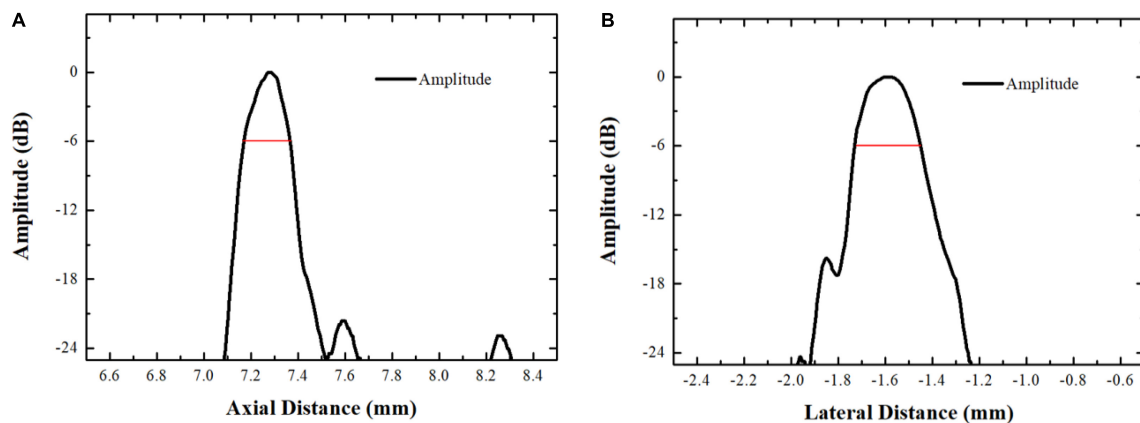 A
Amplitude (dB)
0
-6
-12
-18
-24
Amplitude
6.6 6.8 7.0 7.2 7.4 7.6 7.8 8.0 8.2 8.4
Axial Distance (mm)
B
Amplitude (dB)
0
-6
-12
-18
-24
Amplitude
-2.4 -2.2 -2.0 -1.8 -1.6 -1.4 -1.2 -1.0 -0.8 -0.6
Lateral Distance (mm)